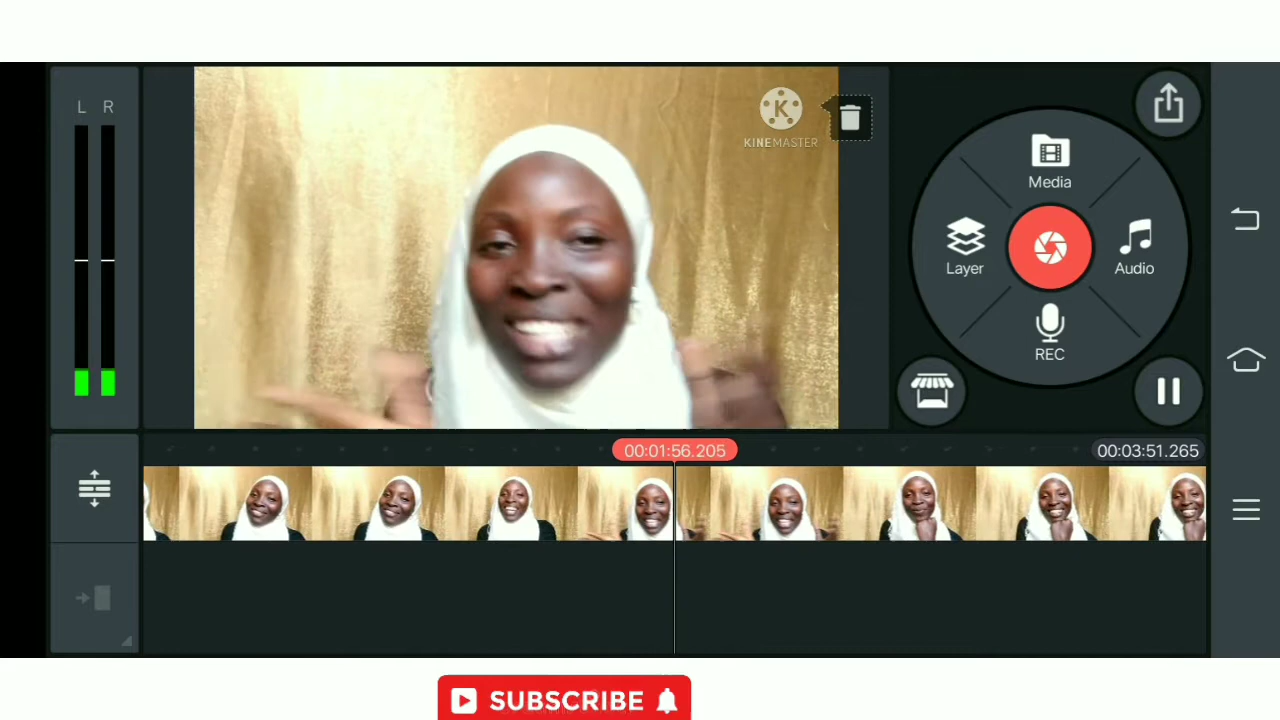 L R
KINEMASTER
Media
Layer
Audio
REC
00:01:56.205
00:03:51.265
SUBSCRIBE